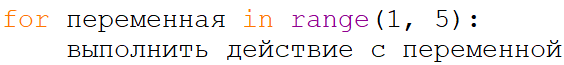 for переменная in range(1, 5):
    выполнить действие с переменной